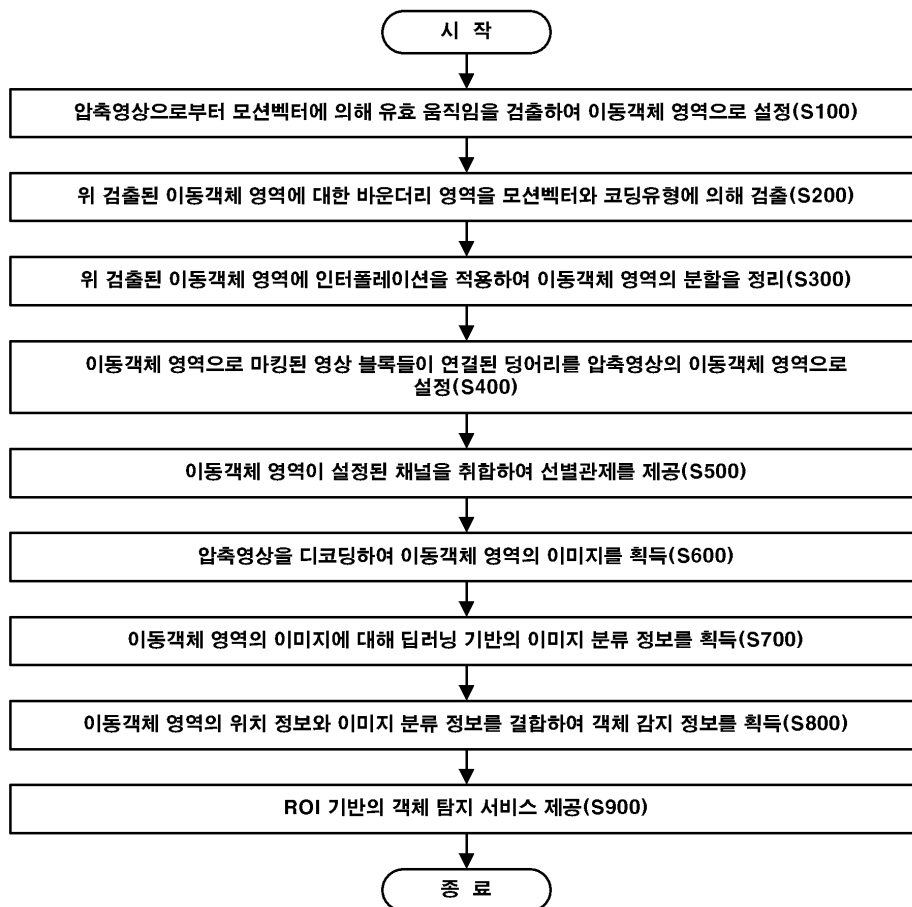 시 작
압축영상으로부터 모션벡터에 의해 유효 움직임을 검출하여 이동객체 영역으로 설정(S100)
위 검출된 이동객체 영역에 대한 바운더리 영역을 모션벡터와 코딩유형에 의해 검출(S200)
위 검출된 이동객체 영역에 인터폴레이션을 적용하여 이동객체 영역의 분할을 정리(S300)
이동객체 영역으로 마킹된 영상 블록들이 연결된 덩어리를 압축영상의 이동객체 영역으로
설정(S400)
이동객체 영역이 설정된 채널을 취합하여 선별관제를 제공(S500)
압축영상을 디코딩하여 이동객체 영역의 이미지를 획득(S600)
이동객체 영역의 이미지에 대해 딥러닝 기반의 이미지 분류 정보를 획득(S700)
이동객체 영역의 위치 정보와 이미지 분류 정보를 결합하여 객체 감지 정보를 획득(S800)
ROI 기반의 객체 탐지 서비스 제공(S900)
종 료